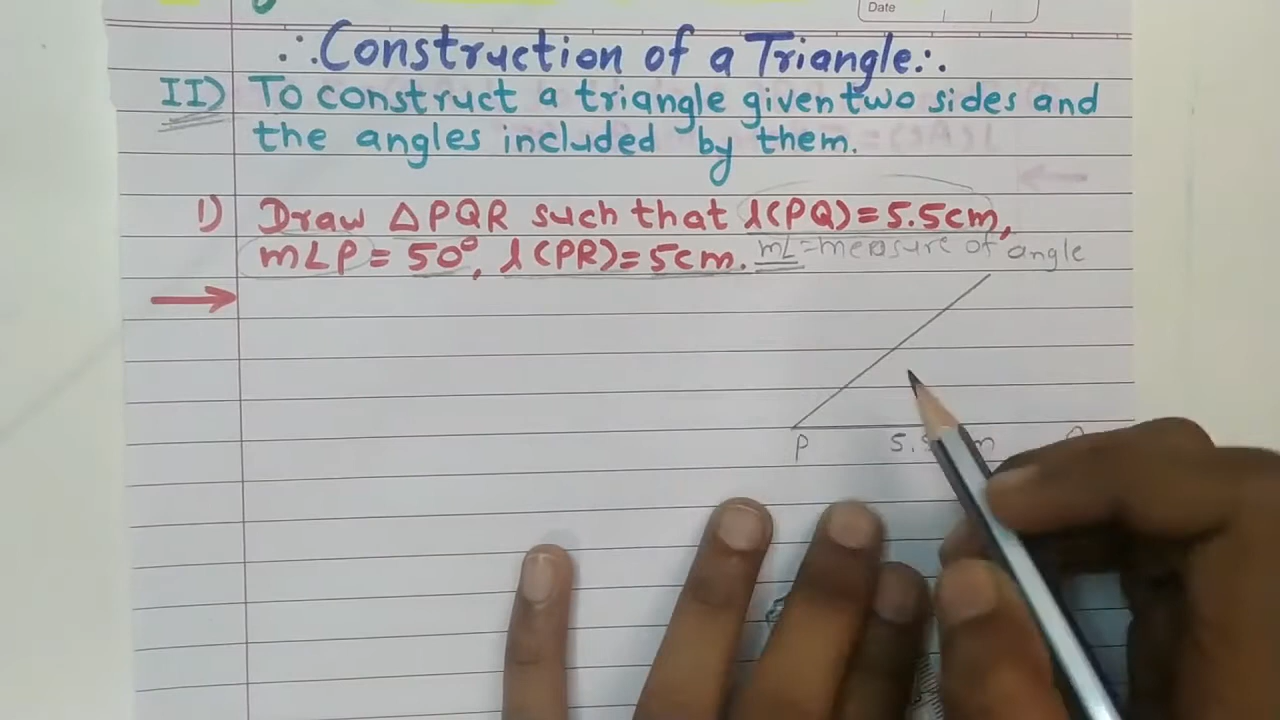 Date
∴Construction of a Triangle∴
II) To construct a triangle given two sides and
the angles included by them.
1) Draw △PQR such that l(PQ)=5.5cm,
m∠P=50°, l(PR)=5cm. m∠=measure of angle
P